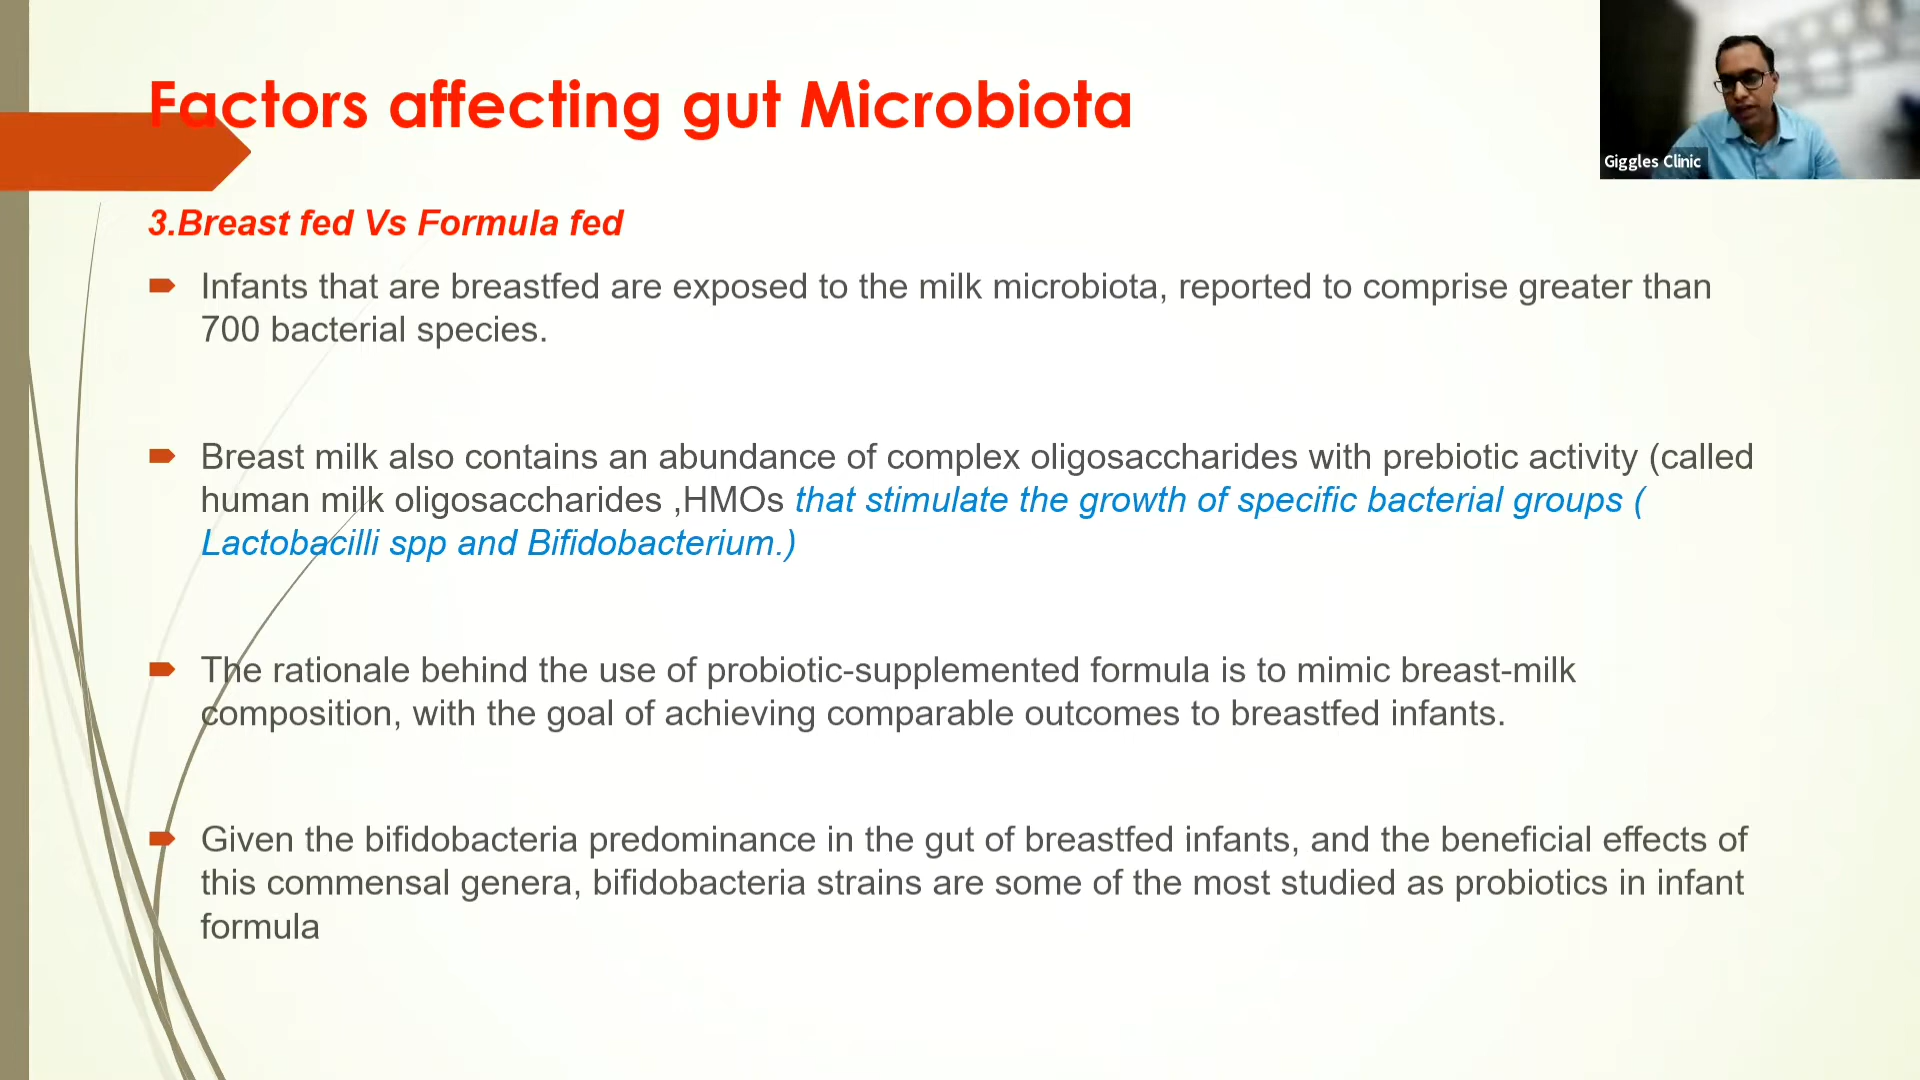 Factors affecting gut Microbiota
Giggles Clinic
3.Breast fed Vs Formula fed
Infants that are breastfed are exposed to the milk microbiota, reported to comprise greater than
700 bacterial species.
Breast milk also contains an abundance of complex oligosaccharides with prebiotic activity (called
human milk oligosaccharides ,HMOs that stimulate the growth of specific bacterial groups (
Lactobacilli spp and Bifidobacterium.)
The rationale behind the use of probiotic-supplemented formula is to mimic breast-milk
composition, with the goal of achieving comparable outcomes to breastfed infants.
Given the bifidobacteria predominance in the gut of breastfed infants, and the beneficial effects of
this commensal genera, bifidobacteria strains are some of the most studied as probiotics in infant
formula